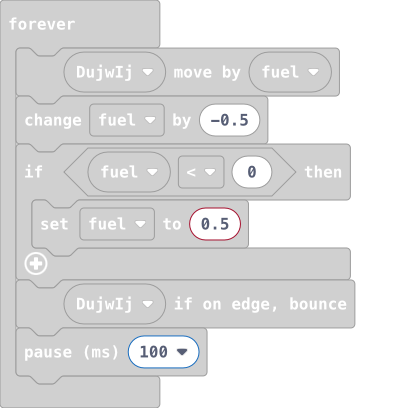 forever
DujwIj move by fuel
change fuel by -0.5
if fuel < 0 then
set fuel to 0.5
DujwIj if on edge, bounce
pause (ms) 100